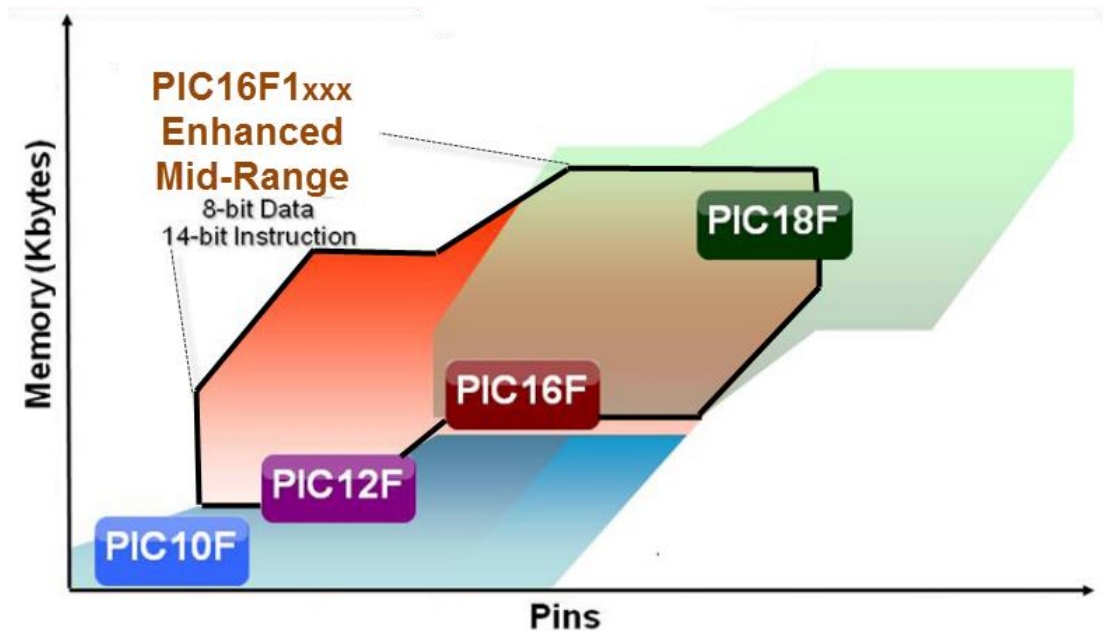 PIC16F1xxx
Enhanced
Mid-Range
8-bit Data
14-bit Instruction
PIC18F
PIC16F
PIC12F
PIC10F
Memory (Kbytes)
Pins